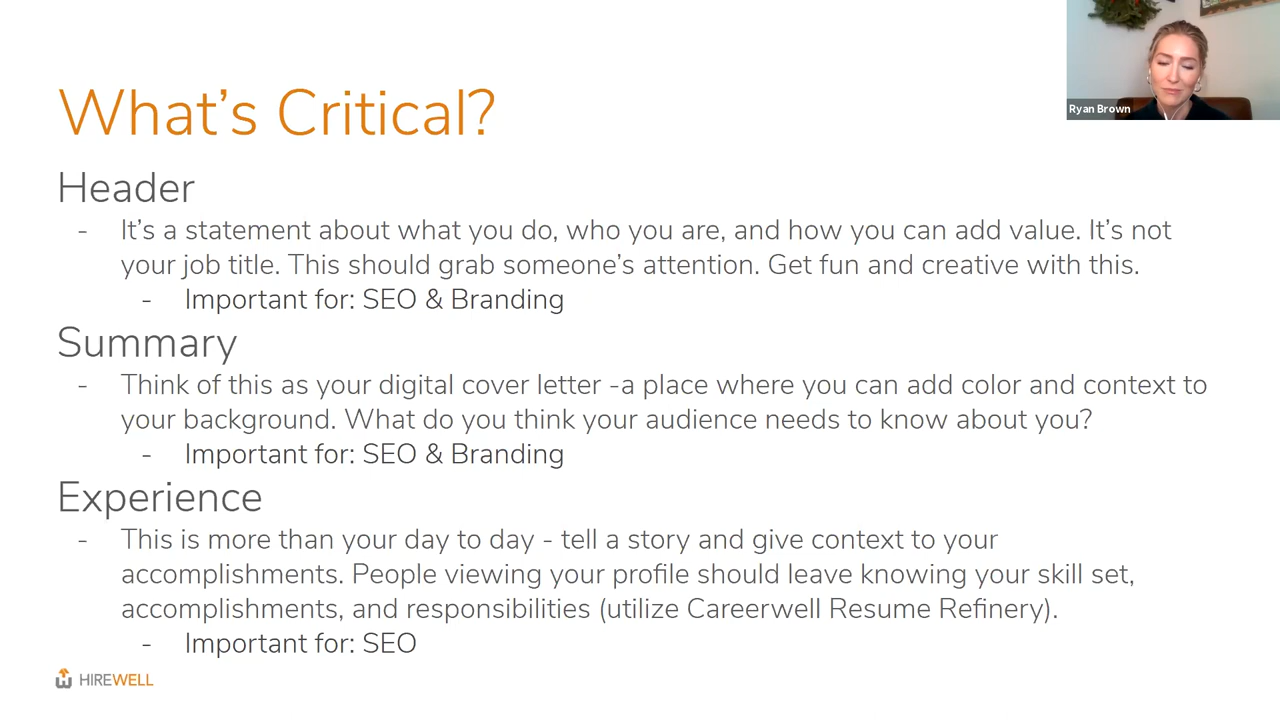 What's Critical?
Ryan Brown
Header
- It's a statement about what you do, who you are, and how you can add value. It's not
your job title. This should grab someone's attention. Get fun and creative with this.
- Important for: SEO & Branding
Summary
- Think of this as your digital cover letter -a place where you can add color and context to
your background. What do you think your audience needs to know about you?
- Important for: SEO & Branding
Experience
- This is more than your day to day - tell a story and give context to your
accomplishments. People viewing your profile should leave knowing your skill set,
accomplishments, and responsibilities (utilize Careerwell Resume Refinery).
- Important for: SEO
HIREWELL